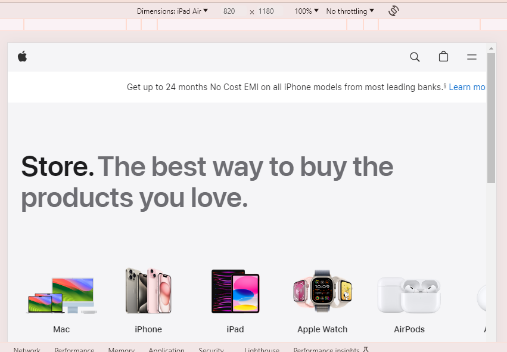 Dimensions: iPad Air ▼ 820 × 1180 100% ▼ No throttling ▼
Get up to 24 months No Cost EMI on all iPhone models from most leading banks.‡ Learn mo
Store. The best way to buy the
products you love.
Mac iPhone iPad Apple Watch AirPods A
Network Performance Memory Application Security Lighthouse Performance insights